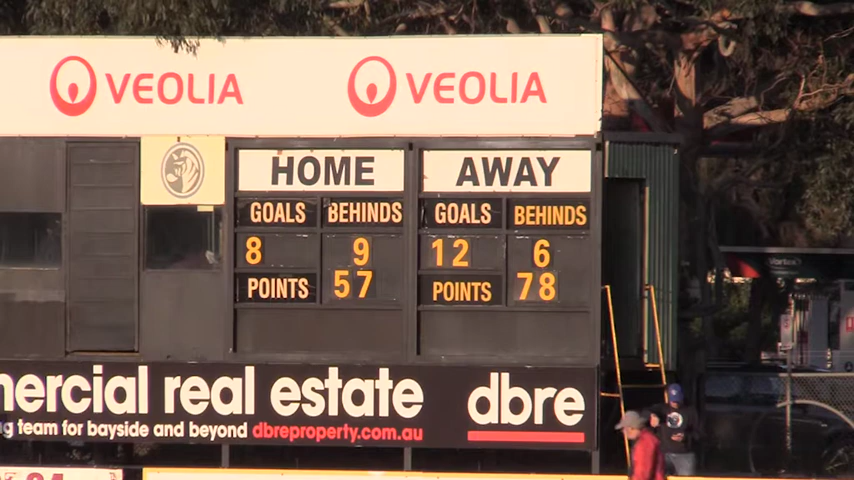 VEOLIA VEOLIA
HOME AWAY
GOALS BEHINDS GOALS BEHINDS
8 9 12 6
POINTS 57 POINTS 78
mercial real estate dbre
g team for bayside and beyond dbreproperty.com.au
Vortex